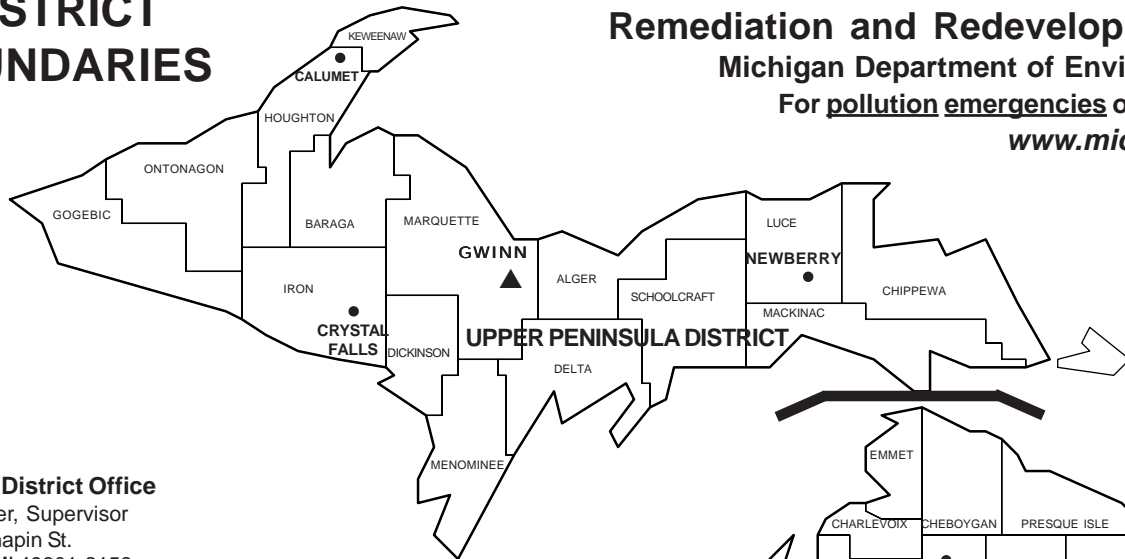 STRICT
UNDARIES
Remediation and Redevelop
Michigan Department of Envi
For pollution emergencies o
www.mic
KEWEENAW
CALUMET
HOUGHTON
ONTONAGON
GOGEBIC
BARAGA
MARQUETTE
LUCE
GWINN
NEWBERRY
ALGER
IRON
SCHOOLCRAFT
CHIPPEWA
MACKINAC
CRYSTAL
FALLS
DICKINSON
UPPER PENINSULA DISTRICT
DELTA
MENOMINEE
EMMET
CHARLEVOIX
CHEBOYGAN
PRESQUE ISLE
District Office
er, Supervisor
apin St.